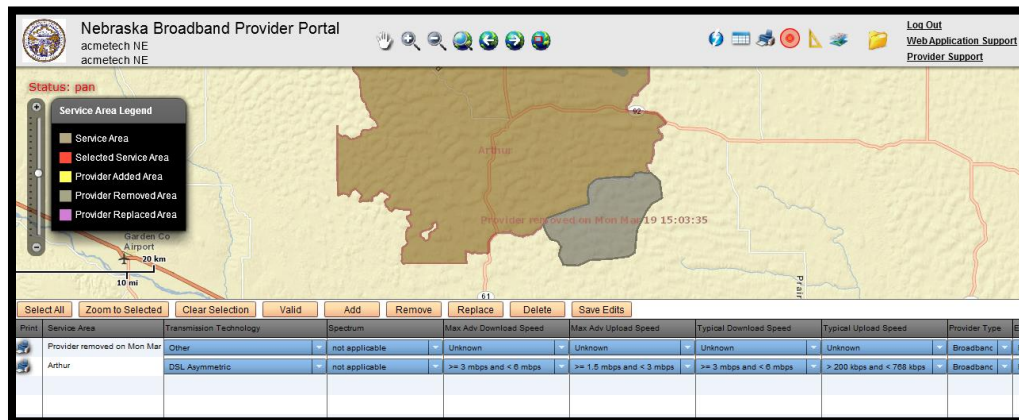 Nebraska Broadband Provider Portal
acmetech NE
acmetech NE
Log Out
Web Application Support
Provider Support
Status: pan
Service Area Legend
Service Area
Selected Service Area
Provider Added Area
Provider Removed Area
Provider Replaced Area
92
Arthur
Provider removed on Mon Mar 19 15:03:35
Garden Co
Airport
20 km
10 mi
61
Prair
Select All Zoom to Selected Clear Selection Valid Add Remove Replace Delete Save Edits
Print Service Area Transmission Technology Spectrum Max Adv Download Speed Max Adv Upload Speed Typical Download Speed Typical Upload Speed Provider Type E
Provider removed on Mon Mar Other not applicable Unknown Unknown Unknown Unknown Broadbanc
Arthur DSL Asymmetric not applicable >= 3 mbps and < 6 mbps >= 1.5 mbps and < 3 mbps >= 3 mbps and < 6 mbps > 200 kbps and < 768 kbps Broadbanc